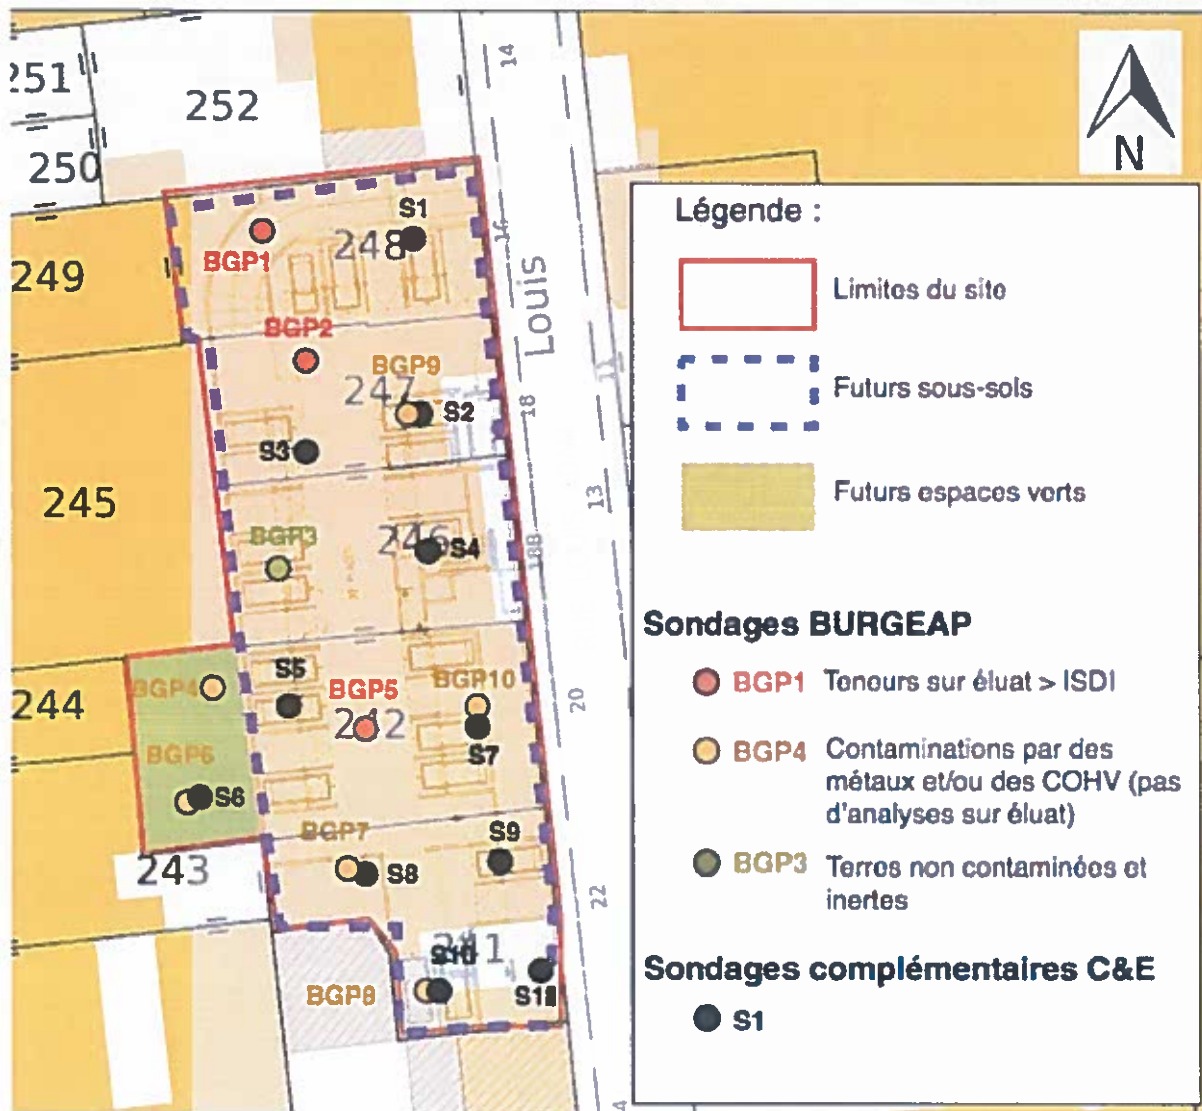 14
251
252
250
N
249
S1
248
16
BGP1
Louis
BGP2
BGP9
247
S2
18
S3
245
BGP3
246
S4
18B
13
S5
BGP4
BGP5
BGP10
244
242
20
BGP6
S7
S6
BGP7
S9
243
S8
22
241
S10
BGP8
Légende :
Limites du site
Futurs sous-sols
Futurs espaces verts
Sondages BURGEAP
BGP1 Teneurs sur éluat > ISDI
BGP4 Contaminations par des
métaux et/ou des COHV (pas
d'analyses sur éluat)
BGP3 Terres non contaminées et
inertes
Sondages complémentaires C&E
S1